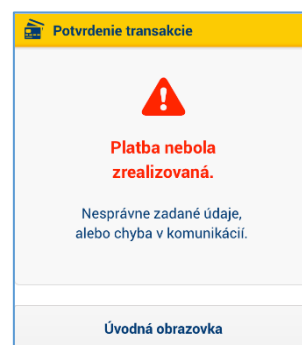 Potvrdenie transakcie
Platba nebola
zrealizovaná.
Nesprávne zadané údaje,
alebo chyba v komunikácií.
Úvodná obrazovka